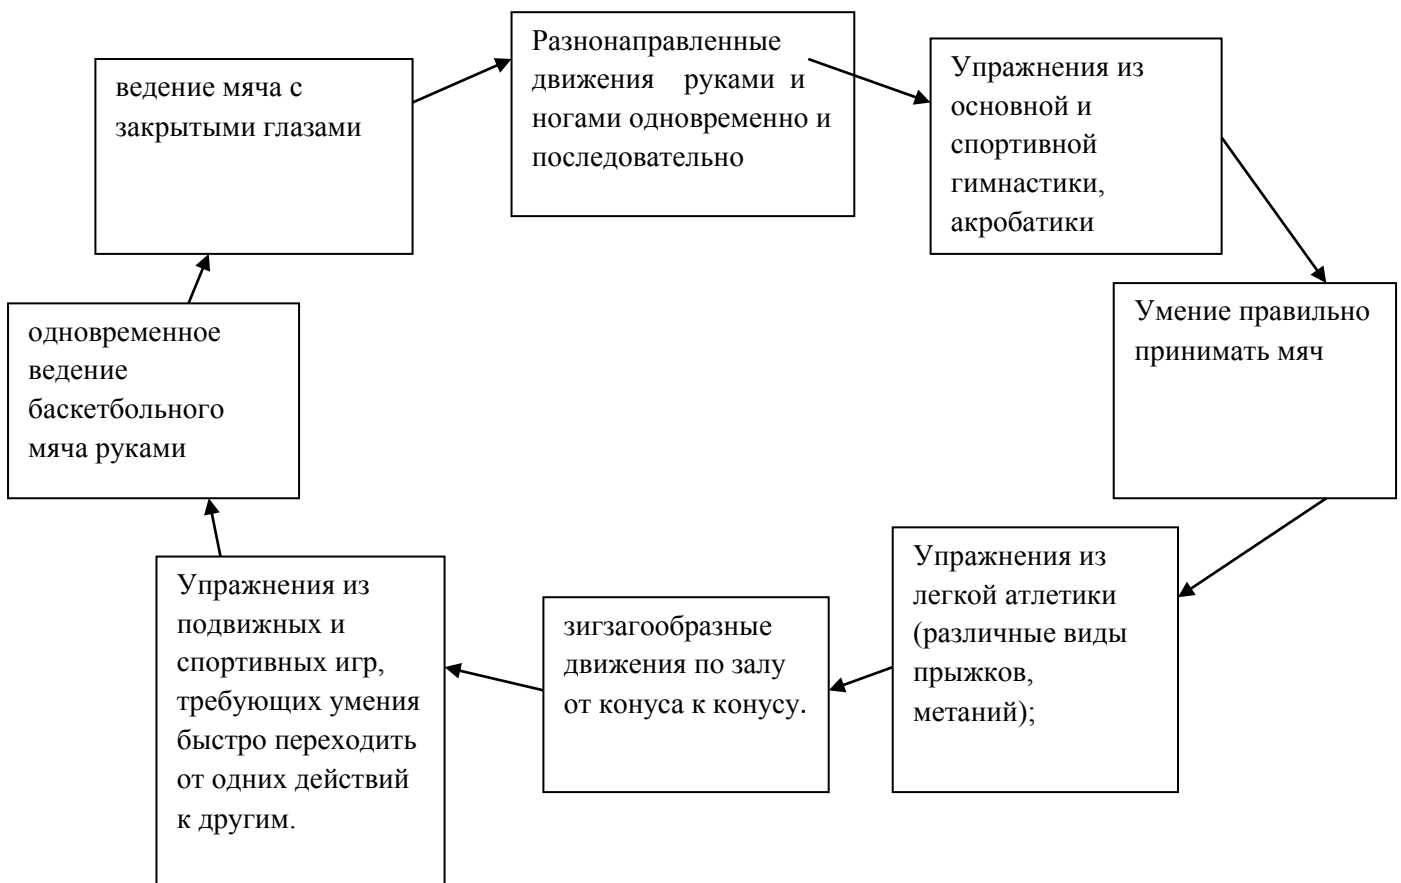 ведение мяча с
закрытыми глазами
Разнонаправленные
движения руками и
ногами одновременно и
последовательно
Упражнения из
основной и
спортивной
гимнастики,
акробатики
Умение правильно
принимать мяч
Упражнения из
легкой атлетики
(различные виды
прыжков,
метаний);
зигзагообразные
движения по залу
от конуса к конусу.
Упражнения из
подвижных и
спортивных игр,
требующих умения
быстро переходить
от одних действий
к другим.
одновременное
ведение
баскетбольного
мяча руками